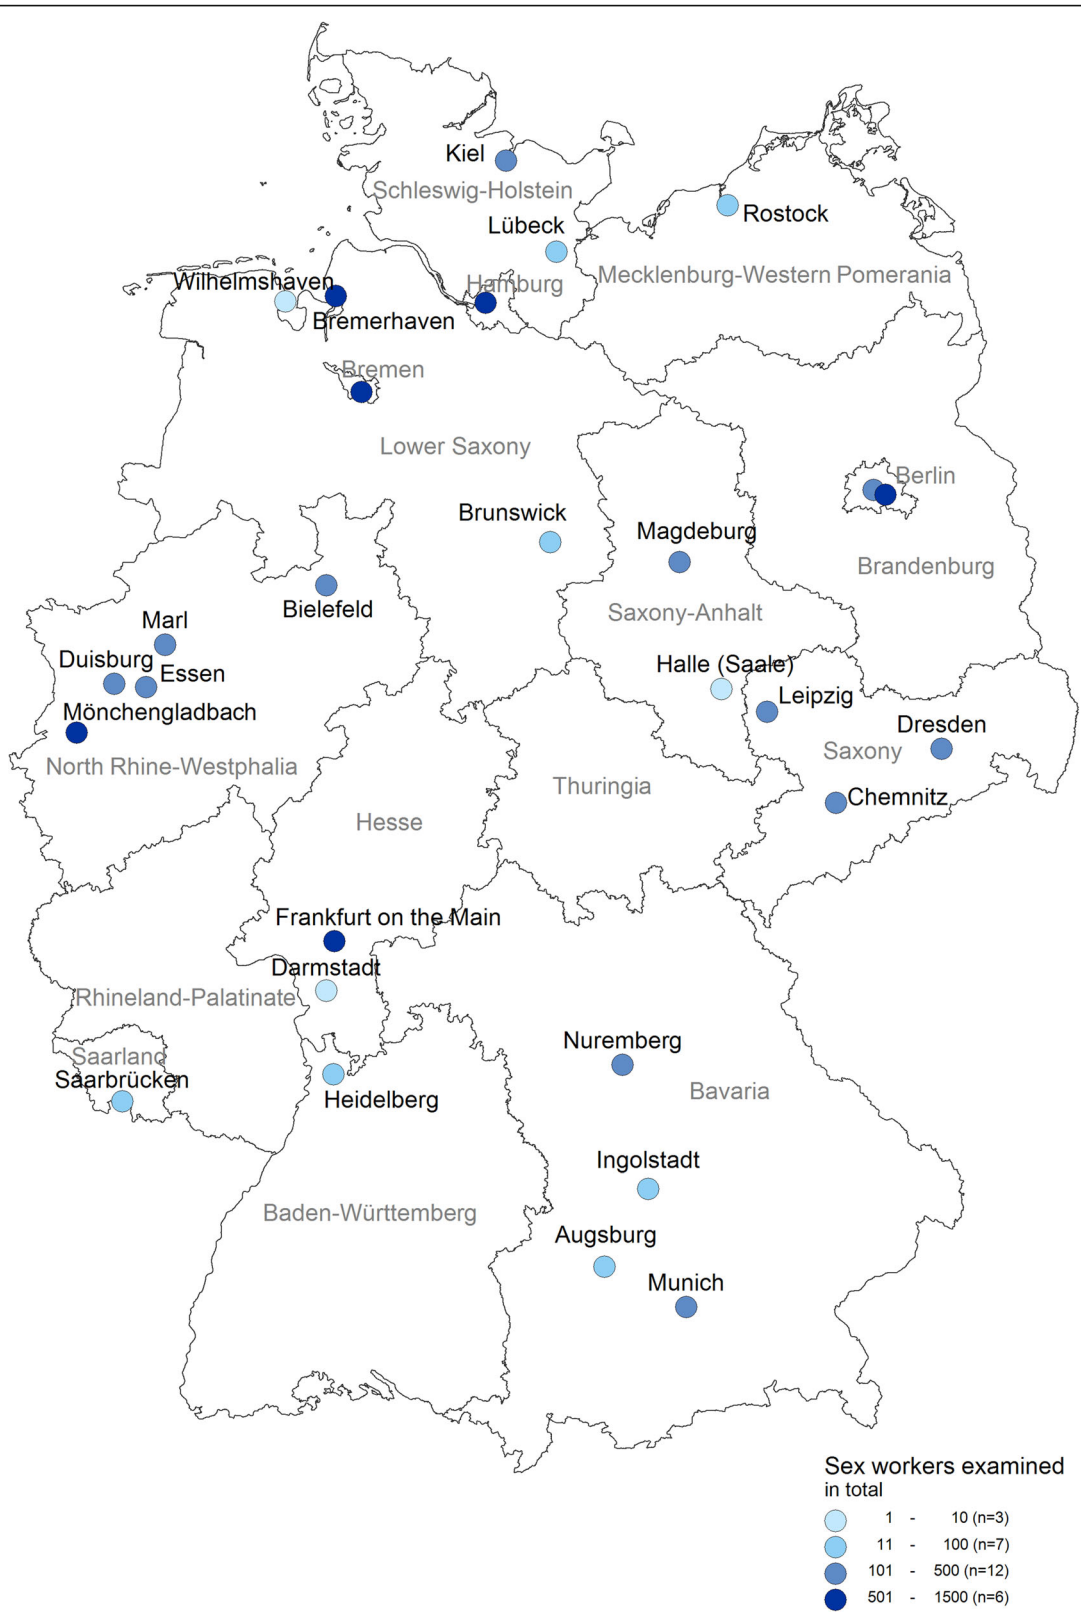 Kiel
Schleswig-Holstein
Rostock
Lübeck
Mecklenburg-Western Pomerania
Hamburg
Wilhelmshaven
Bremerhaven
Bremen
Lower Saxony
Berlin
Brunswick
Magdeburg
Brandenburg
Bielefeld
Saxony-Anhalt
Marl
Duisburg
Essen
Halle (Saale)
Leipzig
Mönchengladbach
Dresden
Saxony
North Rhine-Westphalia
Thuringia
Chemnitz
Hesse
Frankfurt on the Main
Darmstadt
Rhineland-Palatinate
Nuremberg
Saarland
Saarbrücken
Bavaria
Heidelberg
Ingolstadt
Baden-Württemberg
Augsburg
Munich
Sex workers examined
in total
1 - 10 (n=3)
11 - 100 (n=7)
101 - 500 (n=12)
501 - 1500 (n=6)